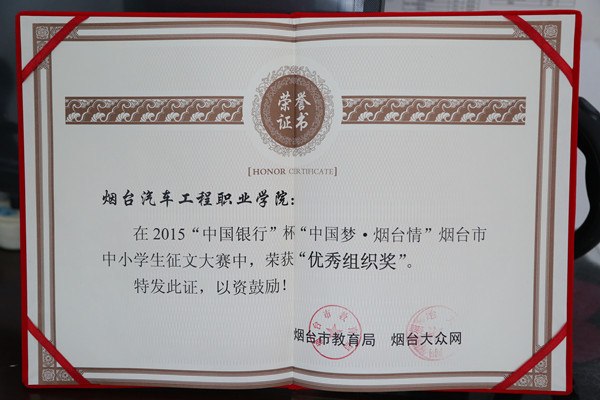 荣誉
证书
[HONOR CERTIFICATE]
烟台汽车工程职业学院：
在2015“中国银行”杯“中国梦·烟台情”烟台市
中小学生征文大赛中，荣获“优秀组织奖”。
特发此证，以资鼓励！
烟台市教育局 烟台大众网